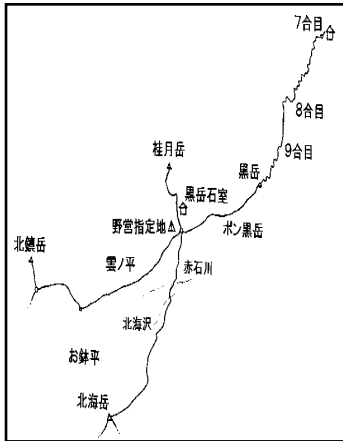 7合目
8合目
9合目
桂月岳
黒岳
黒岳石室
野営指定地
ポン黒岳
北鎮岳
雲ノ平
赤石川
北海沢
お鉢平
北海岳